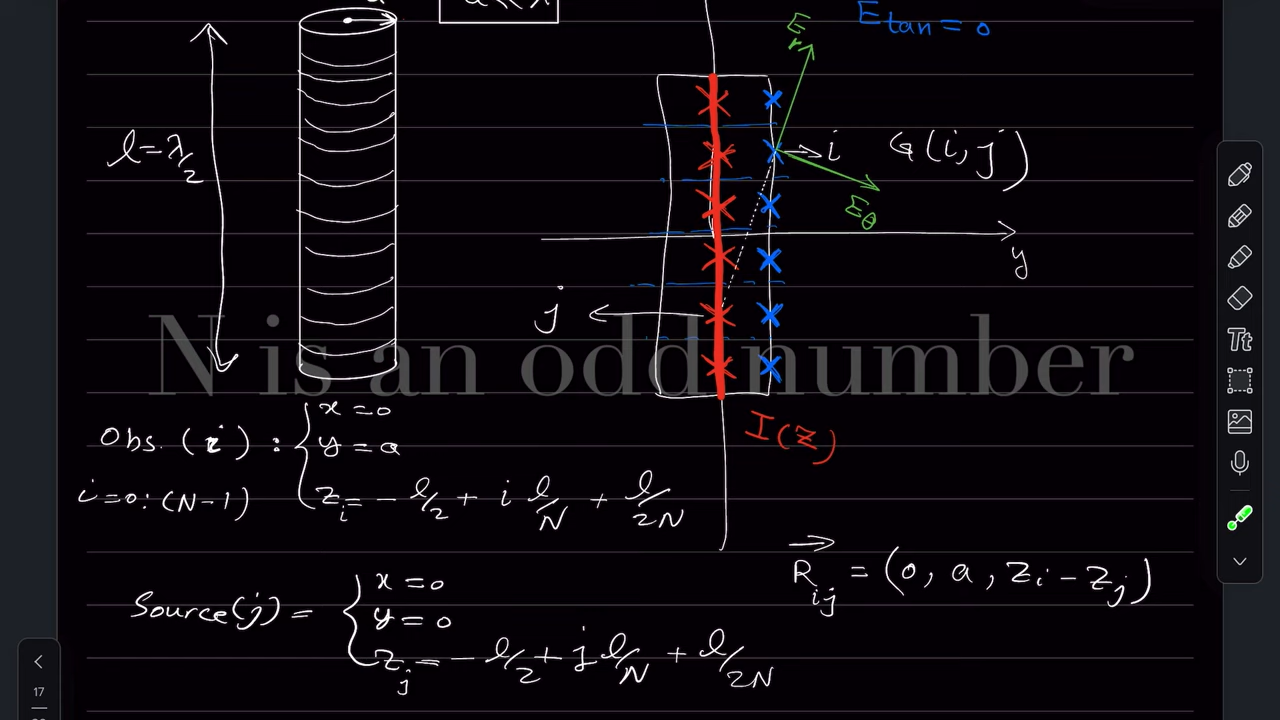 a << λ
E_tan = 0
E_r
l = λ/2
→ i G(i,j)
E_θ
y
j
N is an odd number
I(z)
Obs. (i) : { x = 0
y = a
i = 0 : (N-1) z_i = - l/2 + i l/N + l/2N
R_ij = (0, a, z_i - z_j)
Source(j) = { x = 0
y = 0
z_j = - l/2 + j l/N + l/2N
Tt
17